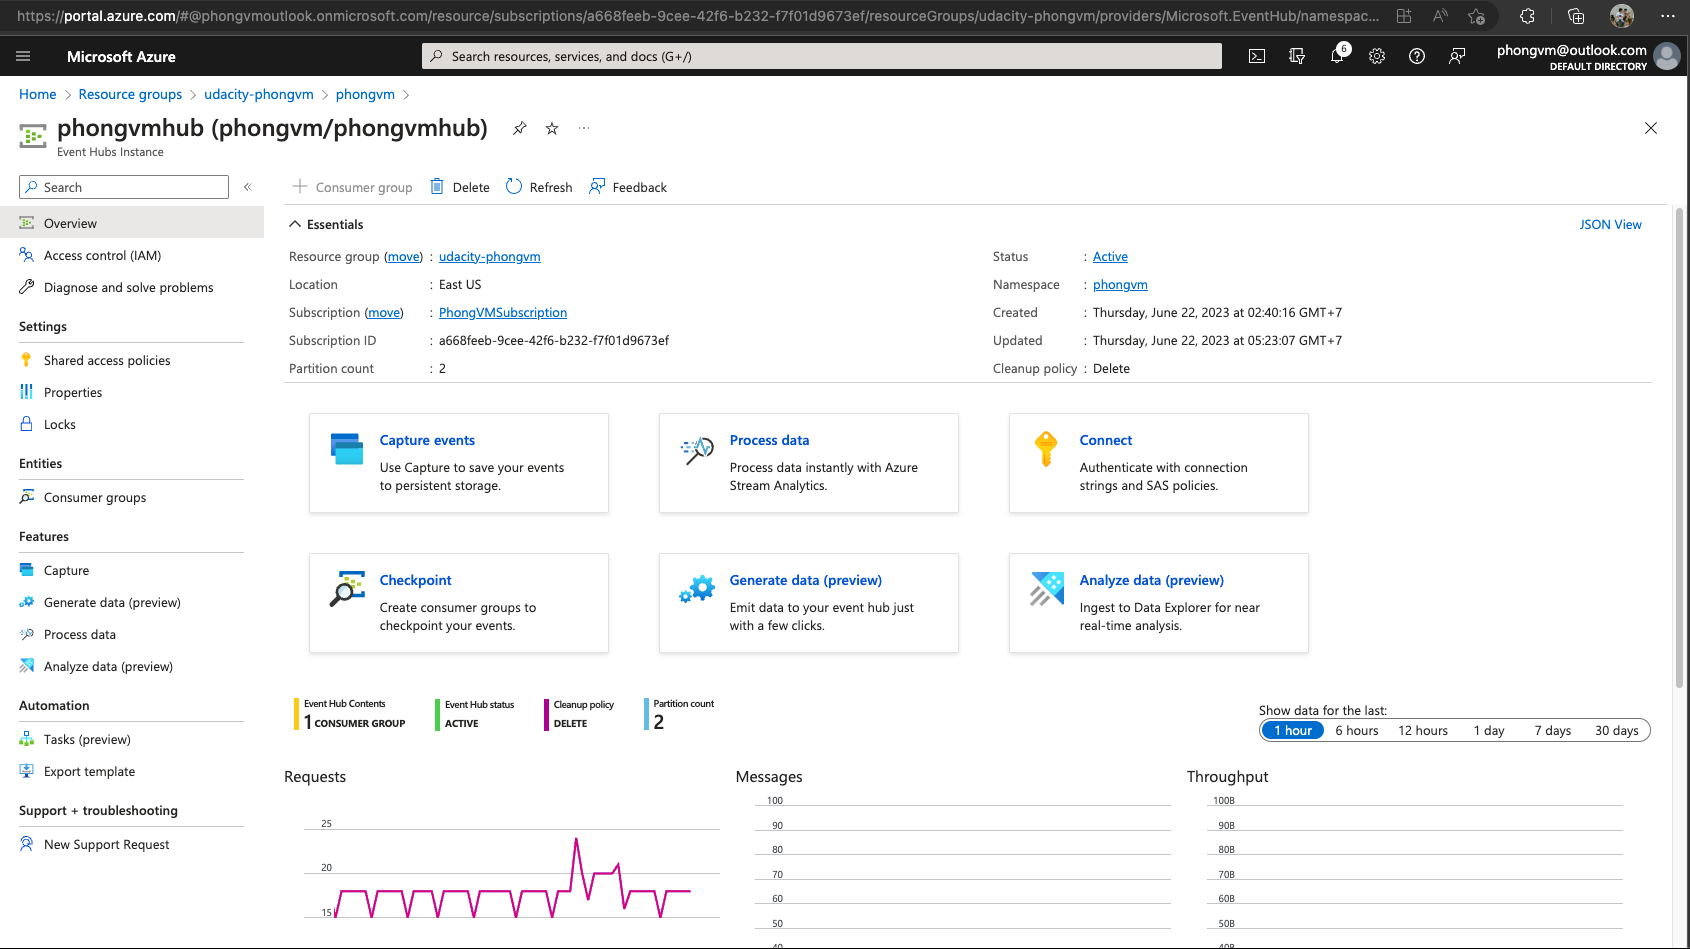 https://portal.azure.com/#@phongvmoutlook.onmicrosoft.com/resource/subscriptions/a668feeb-9cee-42f6-b232-f7f01d9673ef/resourceGroups/udacity-phongvm/providers/Microsoft.EventHub/namespac...
Microsoft Azure
Search resources, services, and docs (G+/)
6
phongvm@outlook.com
DEFAULT DIRECTORY
Home > Resource groups > udacity-phongvm > phongvm >
phongvmhub (phongvm/phongvmhub)
Event Hubs Instance
Search
Overview
Access control (IAM)
Diagnose and solve problems
Settings
Shared access policies
Properties
Locks
Entities
Consumer groups
Features
Capture
Generate data (preview)
Process data
Analyze data (preview)
Automation
Tasks (preview)
Export template
Support + troubleshooting
New Support Request
Consumer group Delete Refresh Feedback
Essentials
JSON View
Resource group (move) : udacity-phongvm
Location : East US
Subscription (move) : PhongVMSubscription
Subscription ID : a668feeb-9cee-42f6-b232-f7f01d9673ef
Partition count : 2
Status : Active
Namespace : phongvm
Created : Thursday, June 22, 2023 at 02:40:16 GMT+7
Updated : Thursday, June 22, 2023 at 05:23:07 GMT+7
Cleanup policy : Delete
Capture events
Use Capture to save your events
to persistent storage.
Process data
Process data instantly with Azure
Stream Analytics.
Connect
Authenticate with connection
strings and SAS policies.
Checkpoint
Create consumer groups to
checkpoint your events.
Generate data (preview)
Emit data to your event hub just
with a few clicks.
Analyze data (preview)
Ingest to Data Explorer for near
real-time analysis.
Event Hub Contents
1 CONSUMER GROUP
Event Hub status
ACTIVE
Cleanup policy
DELETE
Partition count
2
Show data for the last:
1 hour 6 hours 12 hours 1 day 7 days 30 days
Requests
25
20
15
Messages
100
90
80
70
60
50
40
Throughput
100B
90B
80B
70B
60B
50B
40B